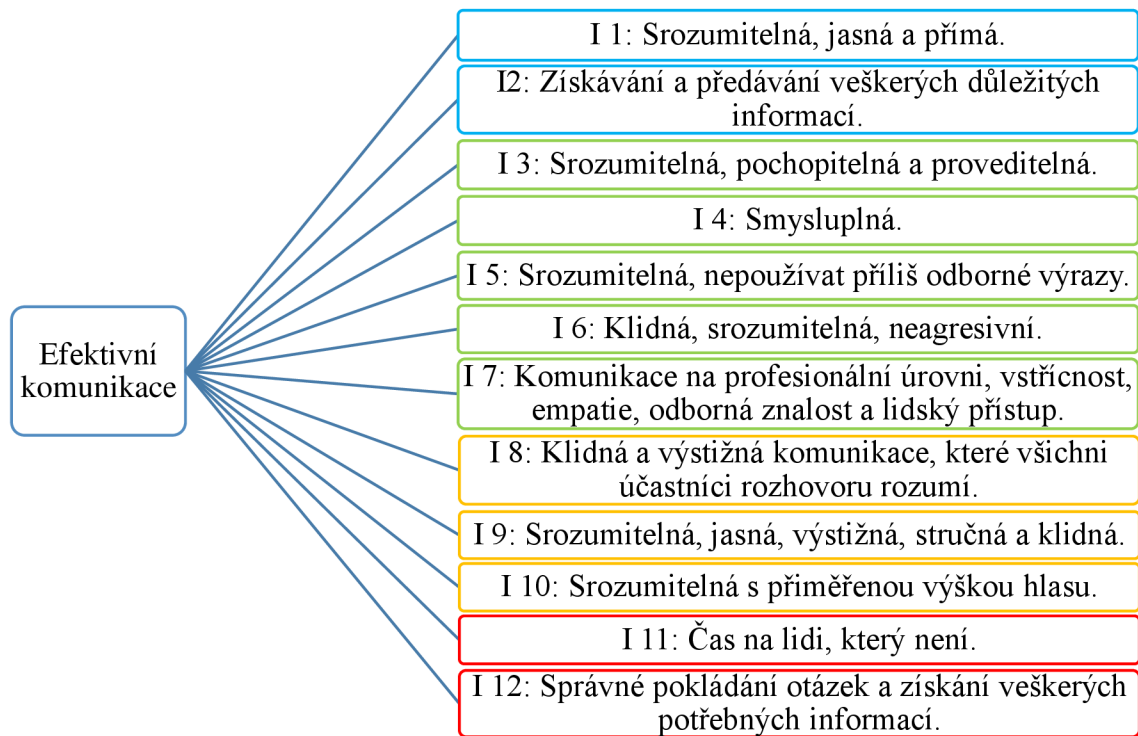 Efektivní
komunikace
I 1: Srozumitelná, jasná a přímá.
I2: Získávání a předávání veškerých důležitých
informací.
I 3: Srozumitelná, pochopitelná a proveditelná.
I 4: Smysluplná.
I 5: Srozumitelná, nepoužívat příliš odborné výrazy.
I 6: Klidná, srozumitelná, neagresivní.
I 7: Komunikace na profesionální úrovni, vstřícnost,
empatie, odborná znalost a lidský přístup.
I 8: Klidná a výstižná komunikace, které všichni
účastníci rozhovoru rozumí.
I 9: Srozumitelná, jasná, výstižná, stručná a klidná.
I 10: Srozumitelná s přiměřenou výškou hlasu.
I 11: Čas na lidi, který není.
I 12: Správné pokládání otázek a získání veškerých
potřebných informací.